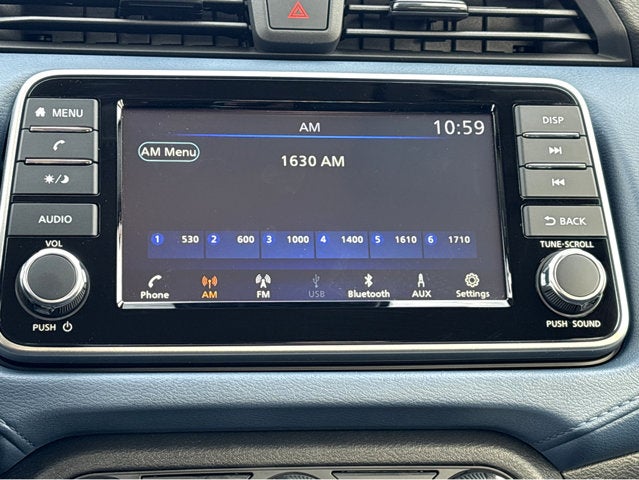 AM
10:59
MENU
DISP
AM Menu
1630 AM
AUDIO
BACK
1 530 2 600 3 1000 4 1400 5 1610 6 1710
VOL
TUNE·SCROLL
Phone AM FM USB Bluetooth AUX Settings
PUSH
PUSH SOUND